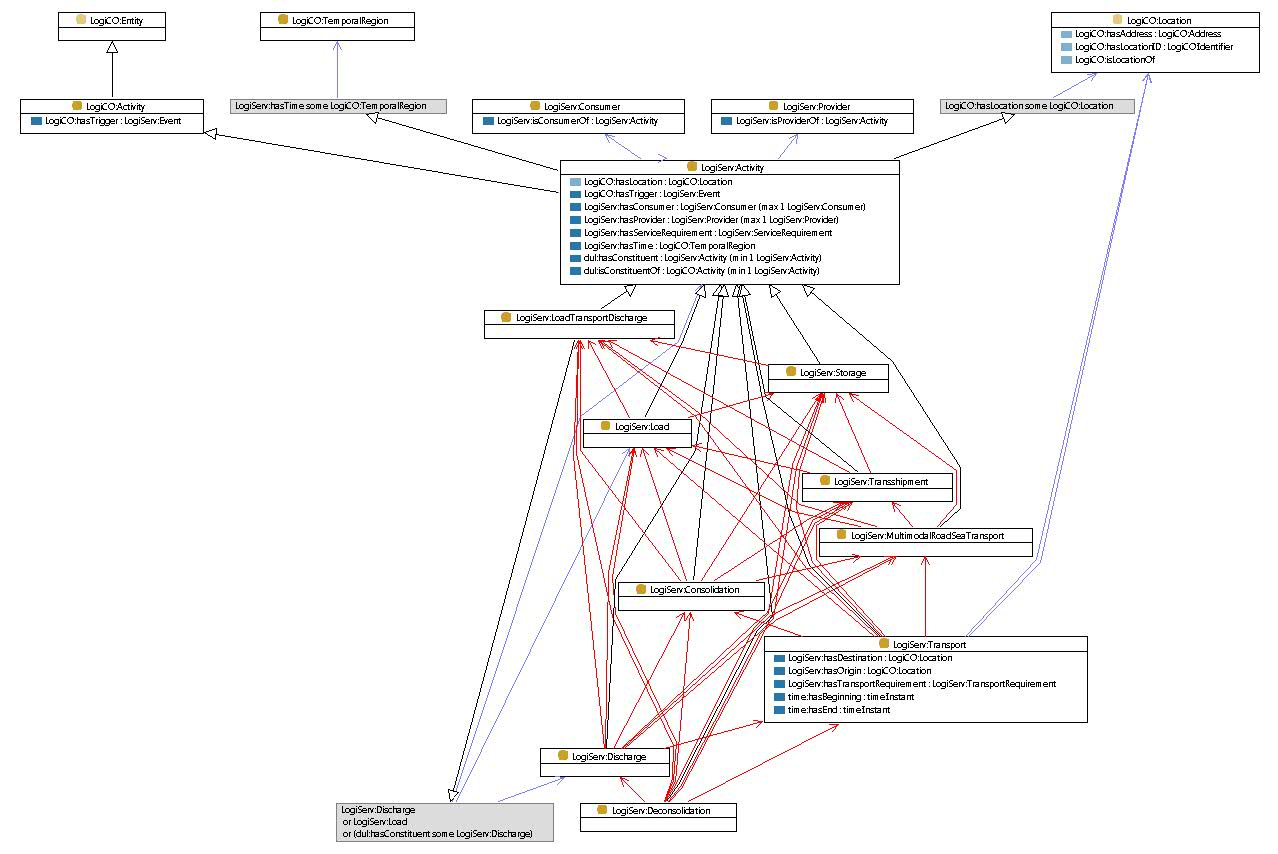 LogiCO:Entity
LogiCO:TemporalRegion
LogiCO:Location
LogiCO:hasAddress : LogiCO:Address
LogiCO:hasLocationID : LogiCO:Identifier
LogiCO:isLocationOf
LogiCO:Activity
LogiCO:hasTrigger : LogiServ:Event
LogiServ:hasTime some LogiCO:TemporalRegion
LogiServ:Consumer
LogiServ:isConsumerOf : LogiServ:Activity
LogiServ:Provider
LogiServ:isProviderOf : LogiServ:Activity
LogiCO:hasLocation some LogiCO:Location
LogiServ:Activity
LogiCO:hasLocation : LogiCO:Location
LogiCO:hasTrigger : LogiServ:Event
LogiServ:hasConsumer : LogiServ:Consumer (max 1 LogiServ:Consumer)
LogiServ:hasProvider : LogiServ:Provider (max 1 LogiServ:Provider)
LogiServ:hasServiceRequirement : LogiServ:ServiceRequirement
LogiServ:hasTime : LogiCO:TemporalRegion
dul:hasConstituent : LogiServ:Activity (min 1 LogiServ:Activity)
dul:isConstituentOf : LogiCO:Activity (min 1 LogiServ:Activity)
LogiServ:LoadTransportDischarge
LogiServ:Storage
LogiServ:Load
LogiServ:Transshipment
LogiServ:MultimodalRoadSeaTransport
LogiServ:Consolidation
LogiServ:Transport
LogiServ:hasDestination : LogiCO:Location
LogiServ:hasOrigin : LogiCO:Location
LogiServ:hasTransportRequirement : LogiServ:TransportRequirement
time:hasBeginning : time:Instant
time:hasEnd : time:Instant
LogiServ:Discharge
LogiServ:Discharge
or LogiServ:Load
or (dul:hasConstituent some LogiServ:Discharge)
LogiServ:Deconsolidation